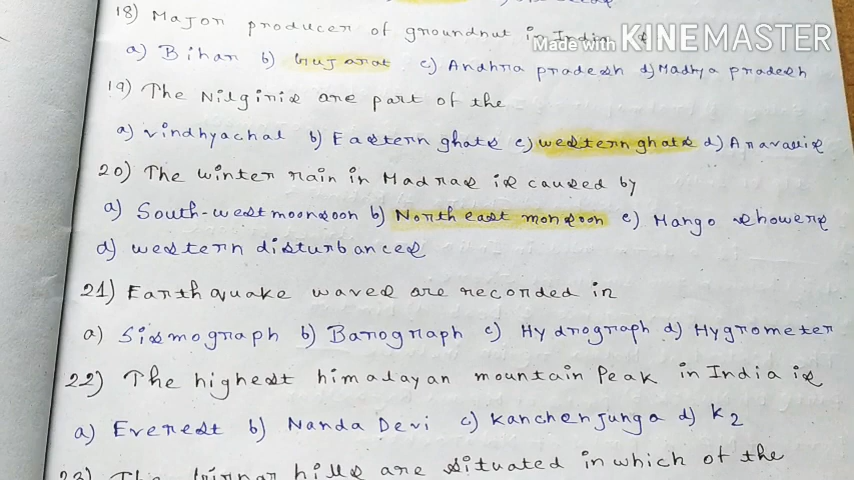 18) Major producer of groundnut in India is
Made with KINEMASTER
a) Bihar b) Gujarat c) Andhra pradesh d) Madhya pradesh
19) The Nilgiris are part of the
a) vindhyachal b) Eastern ghats c) western ghats d) Aravallis
20) The winter rain in Madras is caused by
a) South-west moonsoon b) North east monsoon c) Mango showers
d) western disturbances
21) Earthquake waves are recorded in
a) Sismograph b) Barograph c) Hydrograph d) Hygrometer
22) The highest himalayan mountain Peak in India is
a) Everest b) Nanda Devi c) Kanchenjunga d) K2
23) The hills are situated in which of the